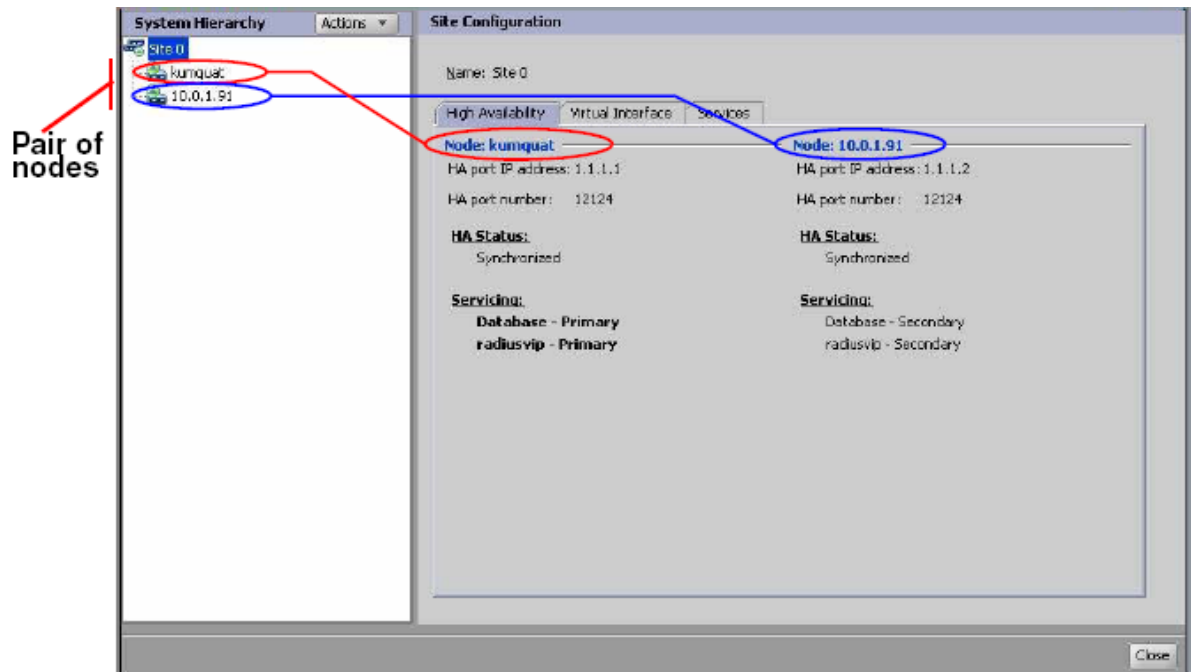 System Hierarchy
Actions
Site 0
kumquat
10.0.1.91
Pair of
nodes
Site Configuration
Name: Site 0
High Availability
Virtual Interface
Services
Node: kumquat
HA port IP address: 1.1.1.1
HA port number: 12124
HA Status:
Synchronized
Servicing:
Database - Primary
radiusvip - Primary
Node: 10.0.1.91
HA port IP address: 1.1.1.2
HA port number: 12124
HA Status:
Synchronized
Servicing:
Database - Secondary
radiusvip - Secondary
Close